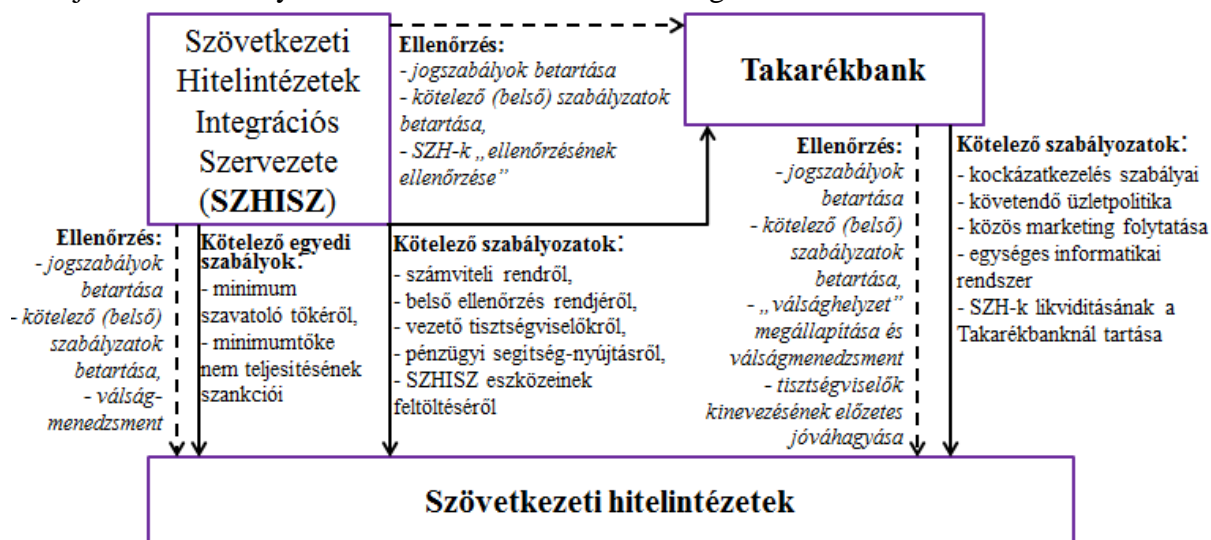 Szövetkezeti
Hitelintézetek
Integrációs
Szervezete
(SZHISZ)
Ellenőrzés:
- jogszabályok betartása
- kötelező (belső) szabályzatok
betartása,
- SZH-k „ellenőrzésének
ellenőrzése”
Takarékbank
Ellenőrzés:
- jogszabályok
betartása
- kötelező (belső)
szabályzatok
betartása,
- válság-
menedzsment
Kötelező egyedi
szabályok:
- minimum
szavatoló tőkéről,
- minimumtőke
nem teljesítésének
szankciói
Kötelező szabályozatok:
- számviteli rendről,
- belső ellenőrzés rendjéről,
- vezető tisztségviselőkről,
- pénzügyi segítség-nyújtásről,
- SZHISZ eszközeinek
feltöltéséről
Ellenőrzés:
- jogszabályok
betartása
- kötelező (belső)
szabályzatok
betartása,
- „válsághelyzet”
megállapítása és
válságmenedzsment
- tisztségviselők
kinevezésének előzetes
jóváhagyása
Kötelező szabályozatok:
- kockázatkezelés szabályai
- követendő üzletpolitika
- közös marketing folytatása
- egységes informatikai
rendszer
- SZH-k likviditásának a
Takarékbanknál tartása
Szövetkezeti hitelintézetek